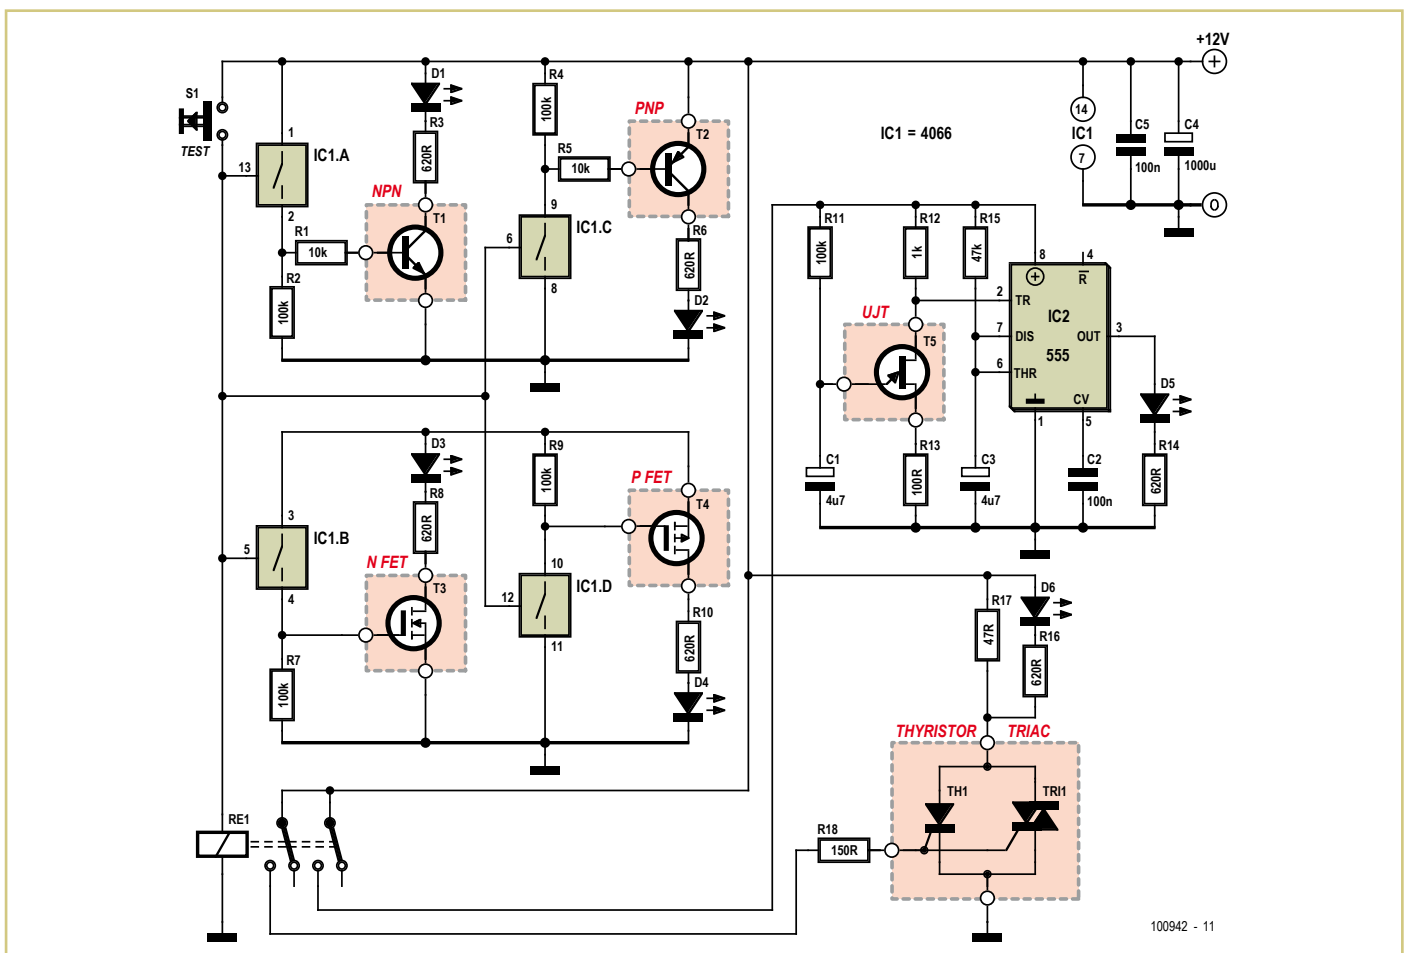 +12V
S1
TEST
1
13
IC1.A
2
R1
10k
R2
100k
D1
R3
620R
NPN
T1
R4
100k
R5
10k
9
6
IC1.C
8
PNP
T2
R6
620R
D2
IC1 = 4066
14
IC1
7
C5
100n
C4
1000u
0
R11
100k
R12
1k
R15
47k
UJT
T5
8
4
R
2
TR
IC2
7
DIS
OUT
3
555
6
THR
CV
1
5
D5
R13
100R
C1
4u7
C3
4u7
C2
100n
R14
620R
3
5
IC1.B
4
R7
100k
D3
R8
620R
N FET
T3
R9
100k
10
12
IC1.D
11
P FET
T4
R10
620R
D4
R17
47R
D6
R16
620R
THYRISTOR
TRIAC
TH1
TRI1
R18
150R
RE1
100942 - 11